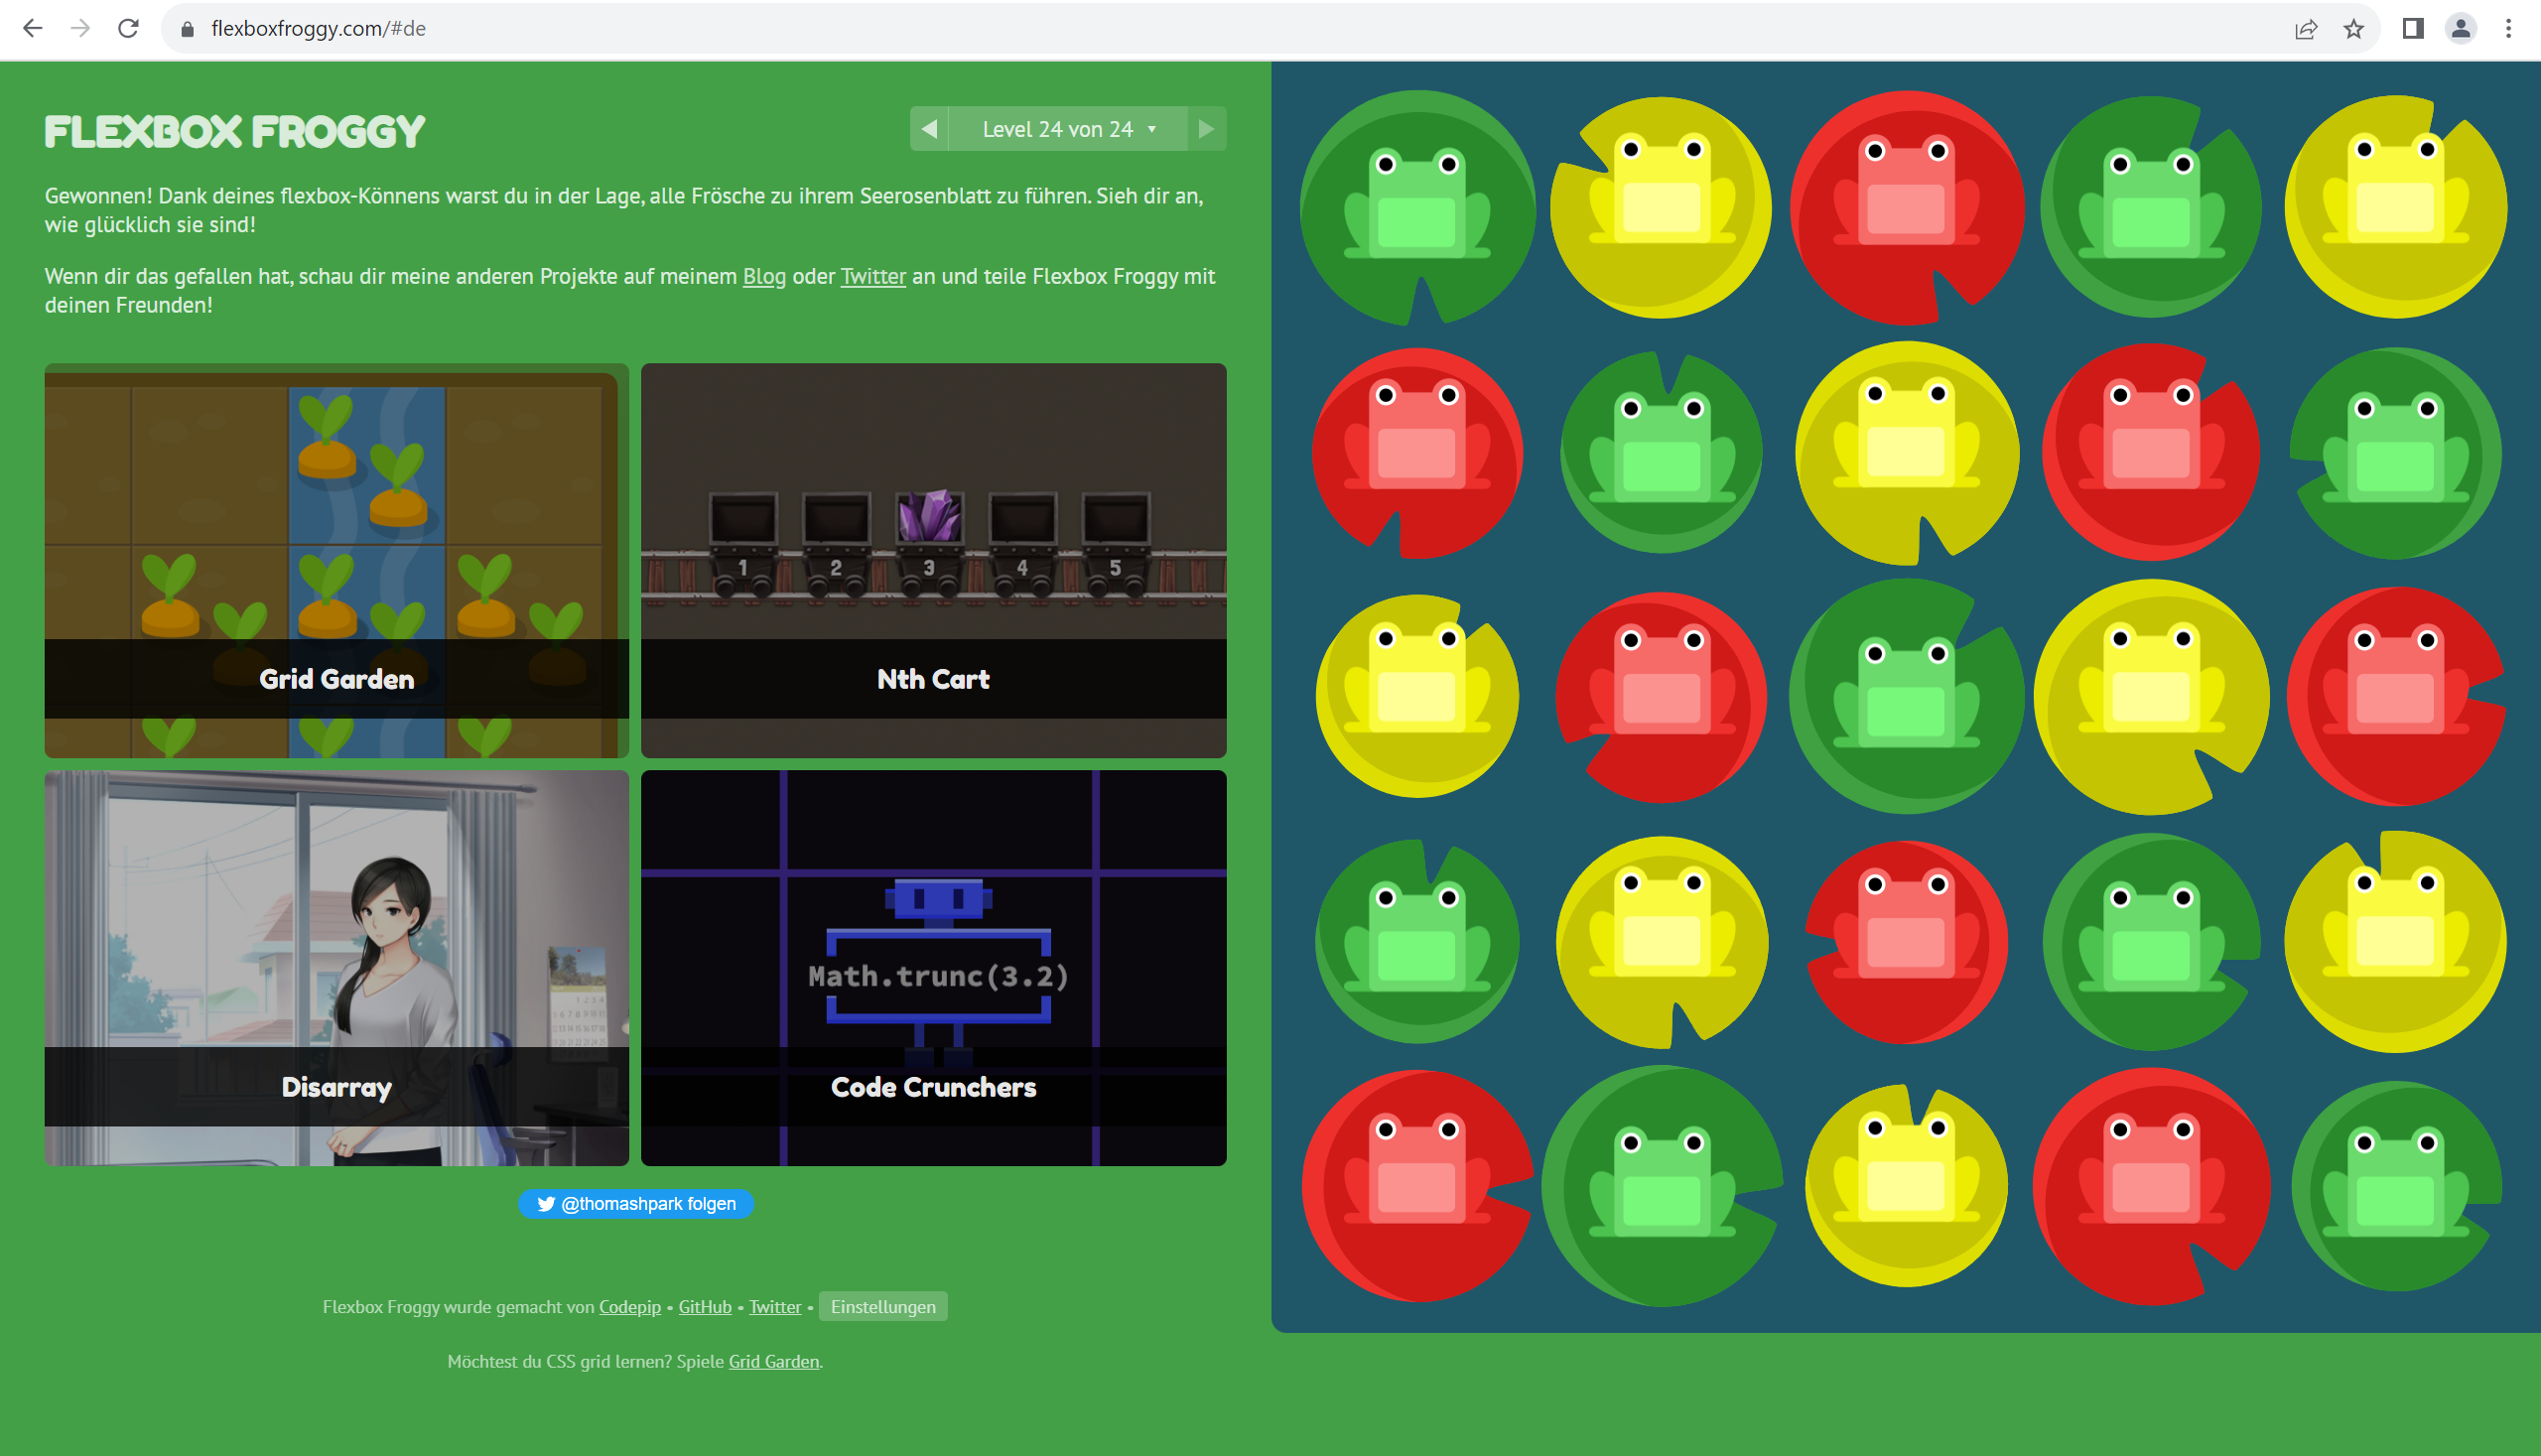 flexboxfroggy.com/#de
FLEXBOX FROGGY
Level 24 von 24
Gewonnen! Dank deines flexbox-Könnens warst du in der Lage, alle Frösche zu ihrem Seerosenblatt zu führen. Sieh dir an,
wie glücklich sie sind!
Wenn dir das gefallen hat, schau dir meine anderen Projekte auf meinem Blog oder Twitter an und teile Flexbox Froggy mit
deinen Freunden!
1 2 3 4 5
Grid Garden
Nth Cart
Math.trunc(3.2)
Disarray
Code Crunchers
@thomashpark folgen
Flexbox Froggy wurde gemacht von Codepip • GitHub • Twitter • Einstellungen
Möchtest du CSS grid lernen? Spiele Grid Garden.